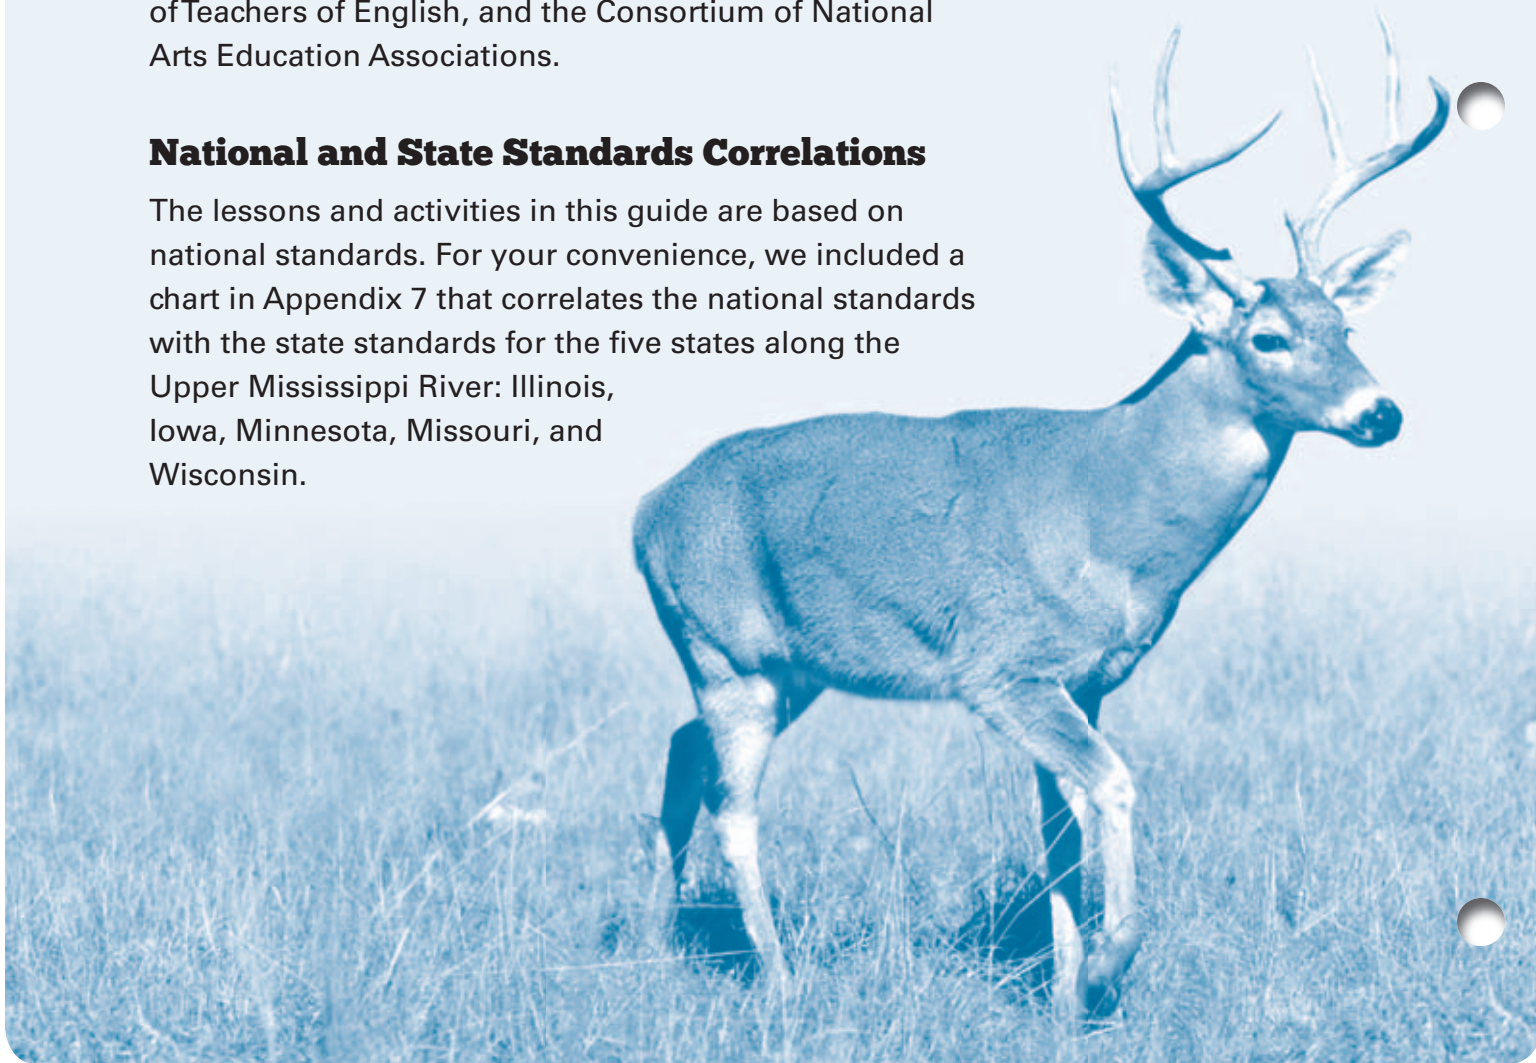 of Teachers of English, and the Consortium of National
Arts Education Associations.
National and State Standards Correlations
The lessons and activities in this guide are based on
national standards. For your convenience, we included a
chart in Appendix 7 that correlates the national standards
with the state standards for the five states along the
Upper Mississippi River: Illinois,
Iowa, Minnesota, Missouri, and
Wisconsin.